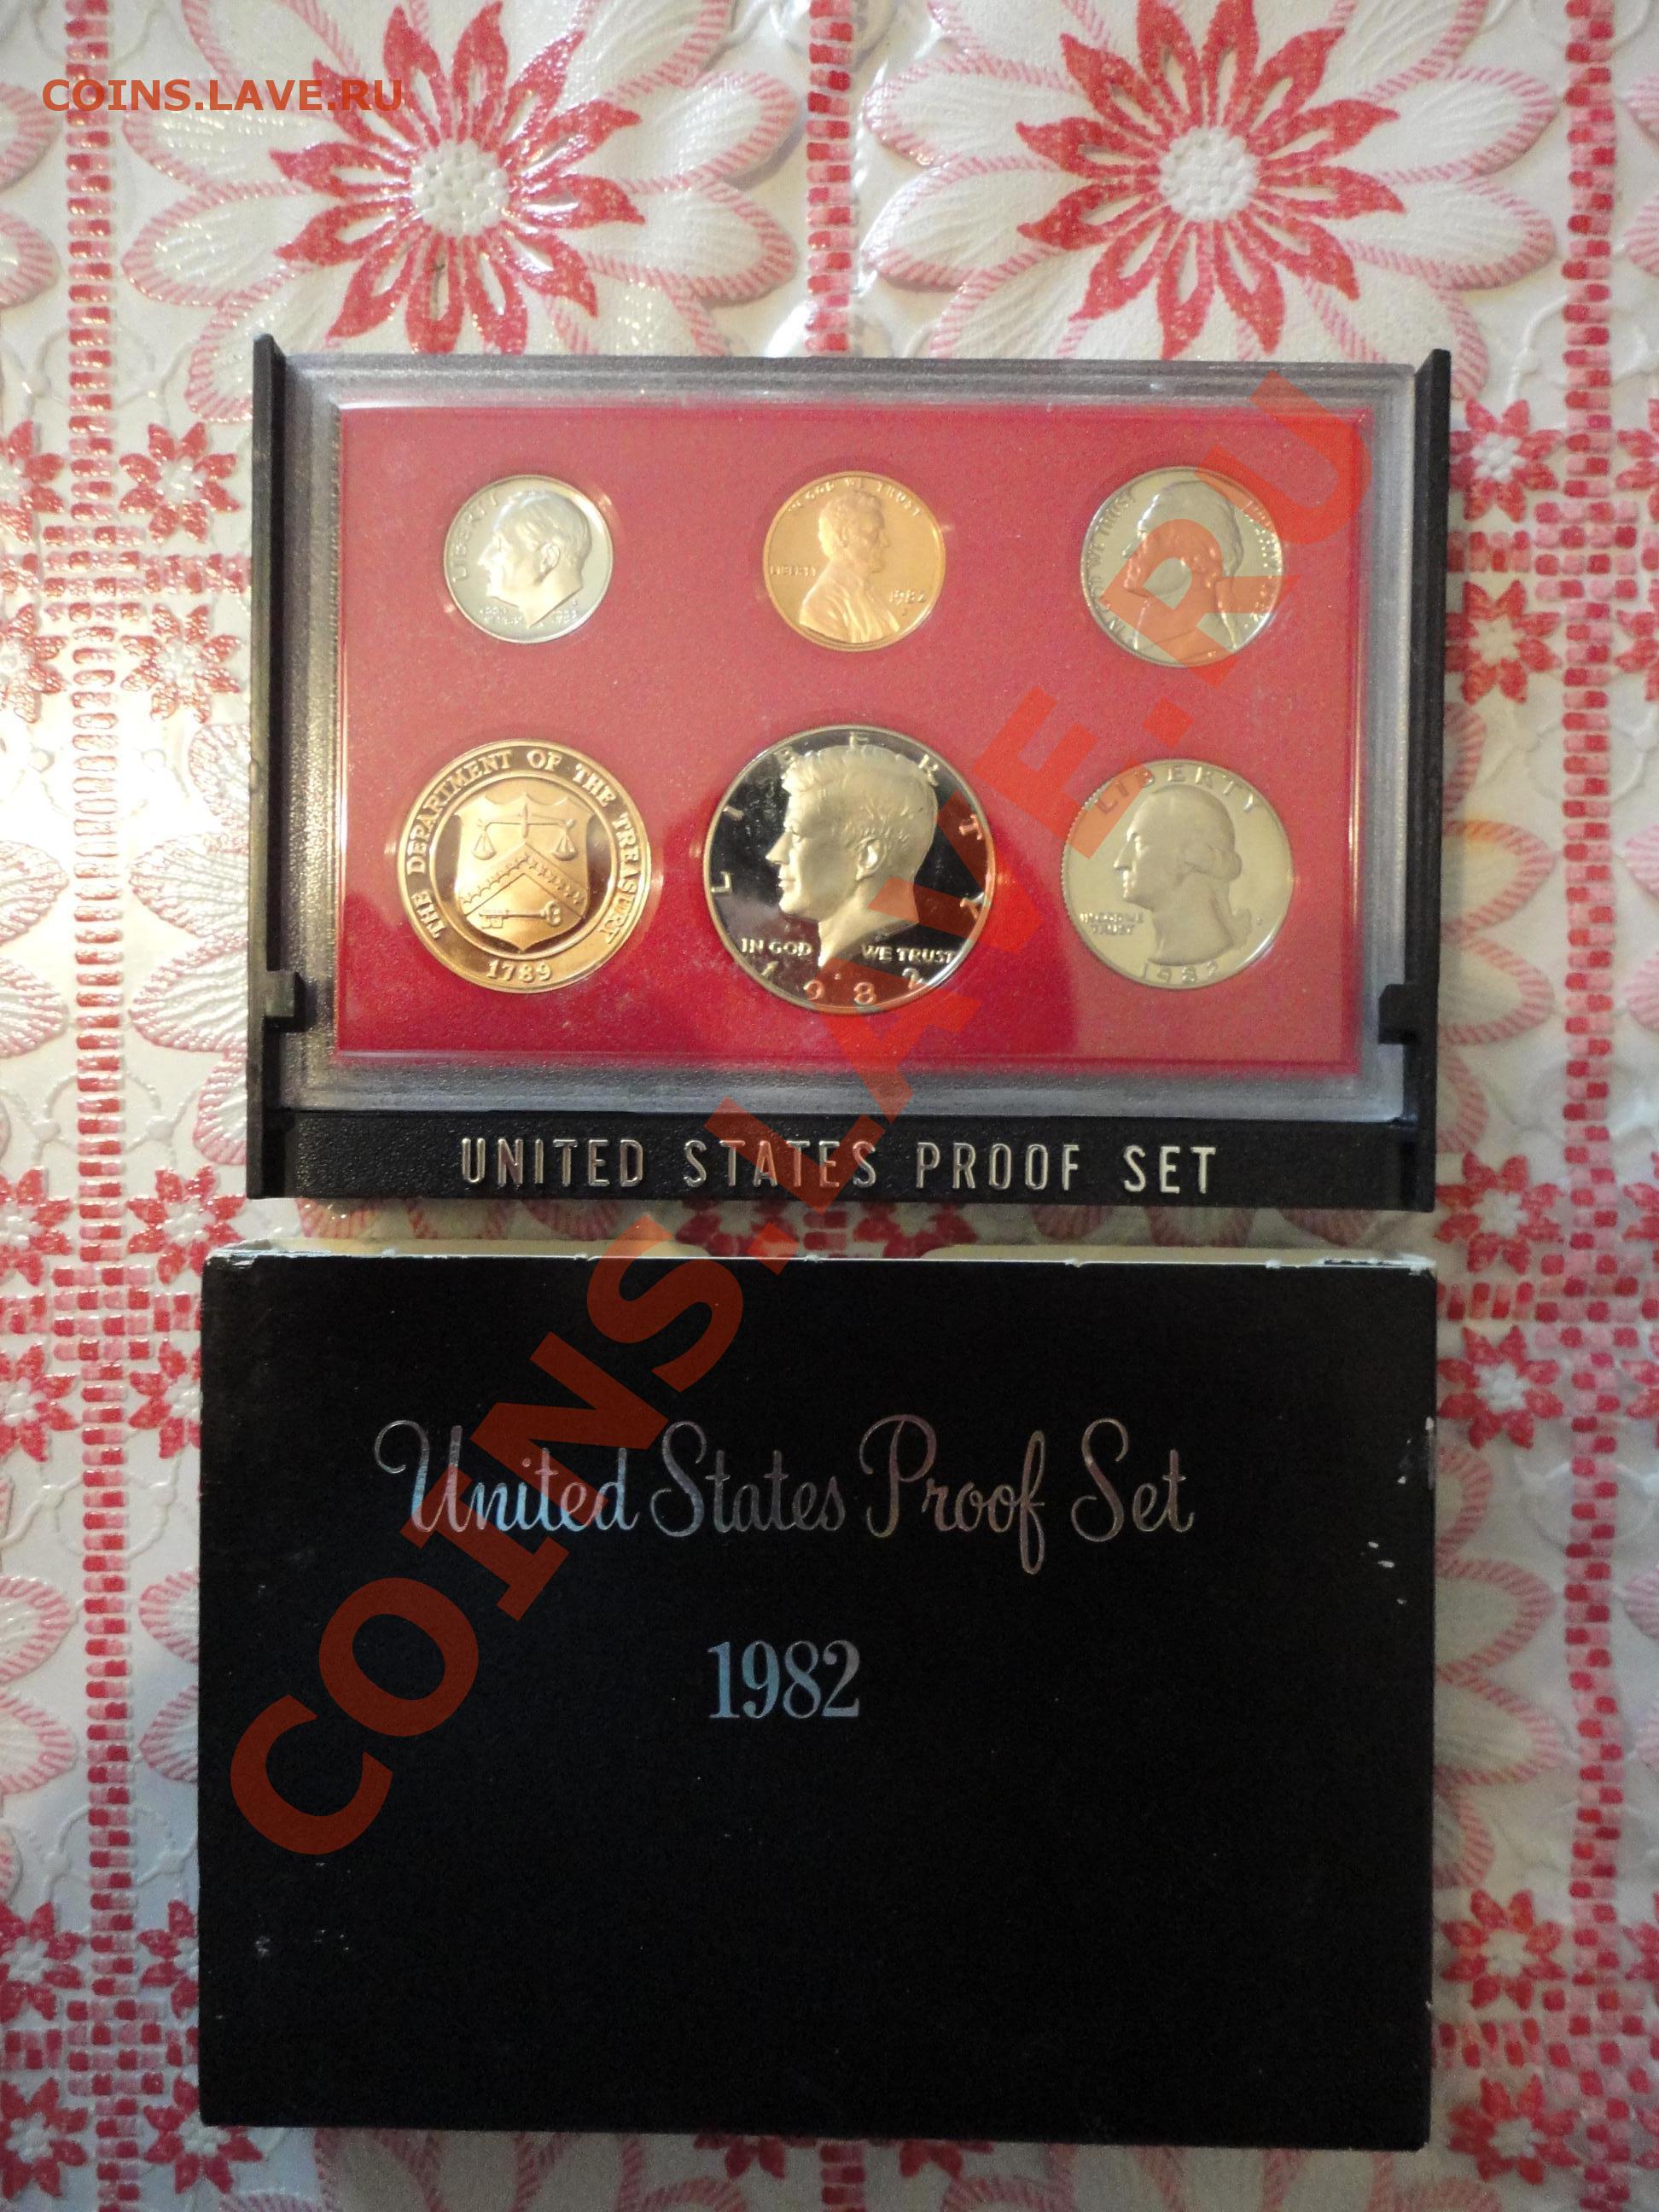 COINS.LAVE.RU
LIBERTY
IN GOD WE TRUST
LIBERTY
1982
S
IN GOD WE TRUST
1982
THE DEPARTMENT OF THE TREASURY
1789
LIBERTY
IN GOD WE TRUST
1982
LIBERTY
IN GOD WE
TRUST
1982
UNITED STATES PROOF SET
United States Proof Set
1982
COINS.LAVE.RU